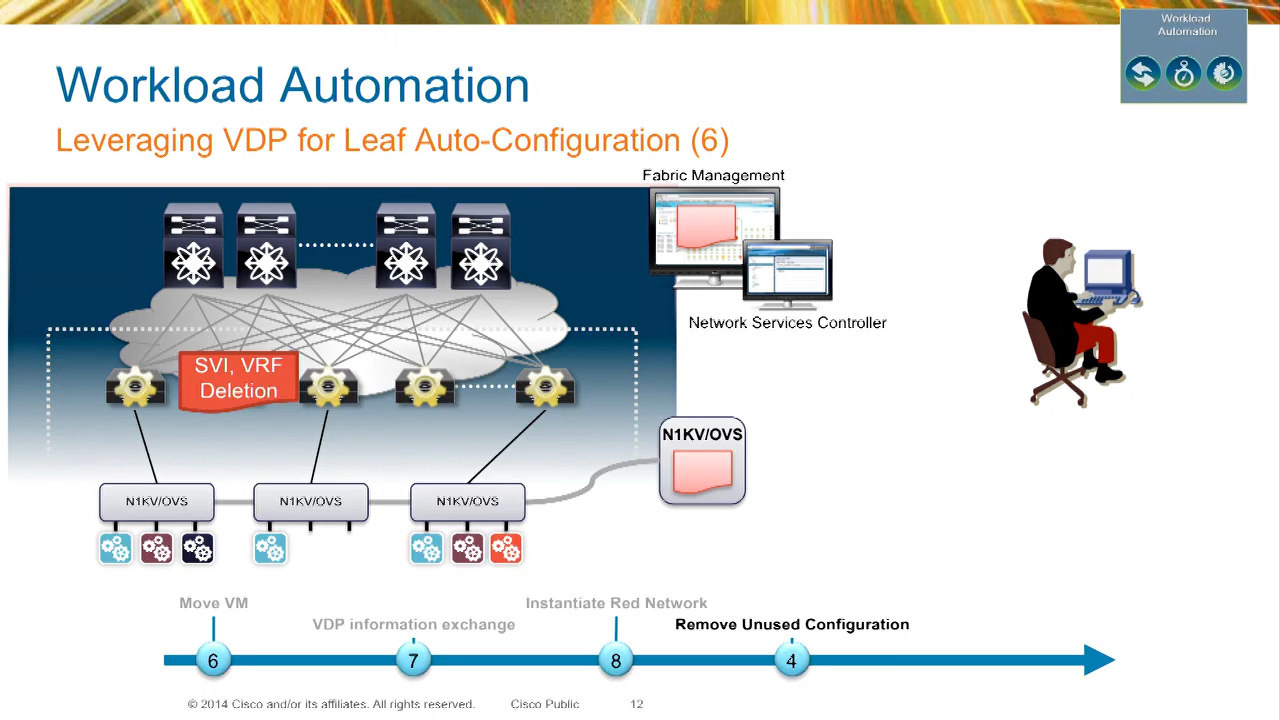 Workload
Automation
Workload Automation
Leveraging VDP for Leaf Auto-Configuration (6)
Fabric Management
Network Services Controller
SVI, VRF
Deletion
N1KV/OVS
N1KV/OVS
N1KV/OVS
N1KV/OVS
Move VM
Instantiate Red Network
VDP information exchange
Remove Unused Configuration
6
7
8
4
© 2014 Cisco and/or its affiliates. All rights reserved.
Cisco Public
12